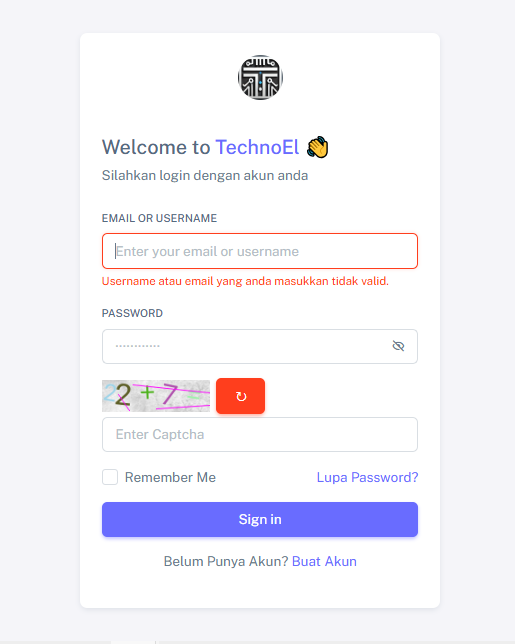 Welcome to TechnoEl 👋
Silahkan login dengan akun anda
EMAIL OR USERNAME
Enter your email or username
Username atau email yang anda masukkan tidak valid.
PASSWORD
············
22 + 7 =
↻
Enter Captcha
Remember Me
Lupa Password?
Sign in
Belum Punya Akun? Buat Akun